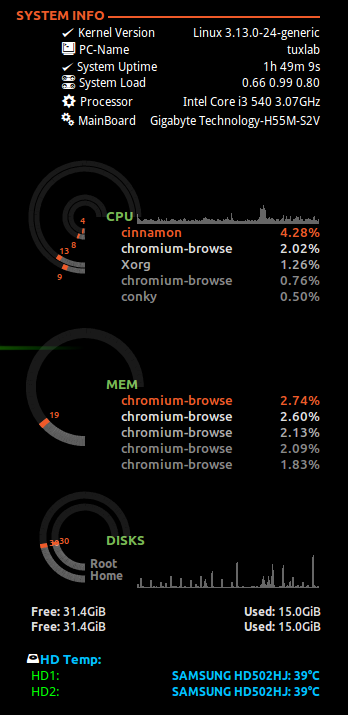 SYSTEM INFO
Kernel Version Linux 3.13.0-24-generic
PC-Name tuxlab
System Uptime 1h 49m 9s
System Load 0.66 0.99 0.80
Processor Intel Core i3 540 3.07GHz
MainBoard Gigabyte Technology-H55M-S2V
4
CPU
cinnamon 4.28%
8
chromium-browse 2.02%
13
Xorg 1.26%
9
chromium-browse 0.76%
conky 0.50%
MEM
chromium-browse 2.74%
19
chromium-browse 2.60%
chromium-browse 2.13%
chromium-browse 2.09%
chromium-browse 1.83%
30
DISKS
Root
Home
Free: 31.4GiB Used: 15.0GiB
Free: 31.4GiB Used: 15.0GiB
HD Temp:
HD1: SAMSUNG HD502HJ: 39°C
HD2: SAMSUNG HD502HJ: 39°C